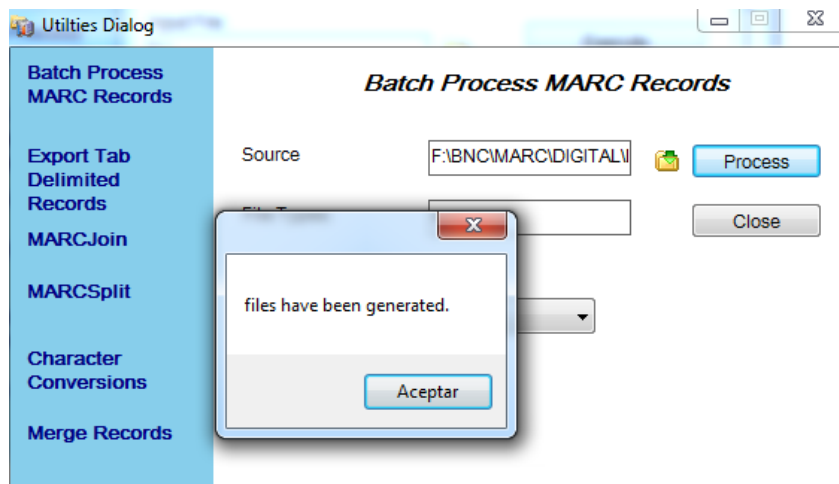 Utilties Dialog
Batch Process
MARC Records
Export Tab
Delimited
Records
MARCJoin
MARCSplit
Character
Conversions
Merge Records
Batch Process MARC Records
Source
F:\BNC\MARC\DIGITAL\
Process
Close
files have been generated.
Aceptar